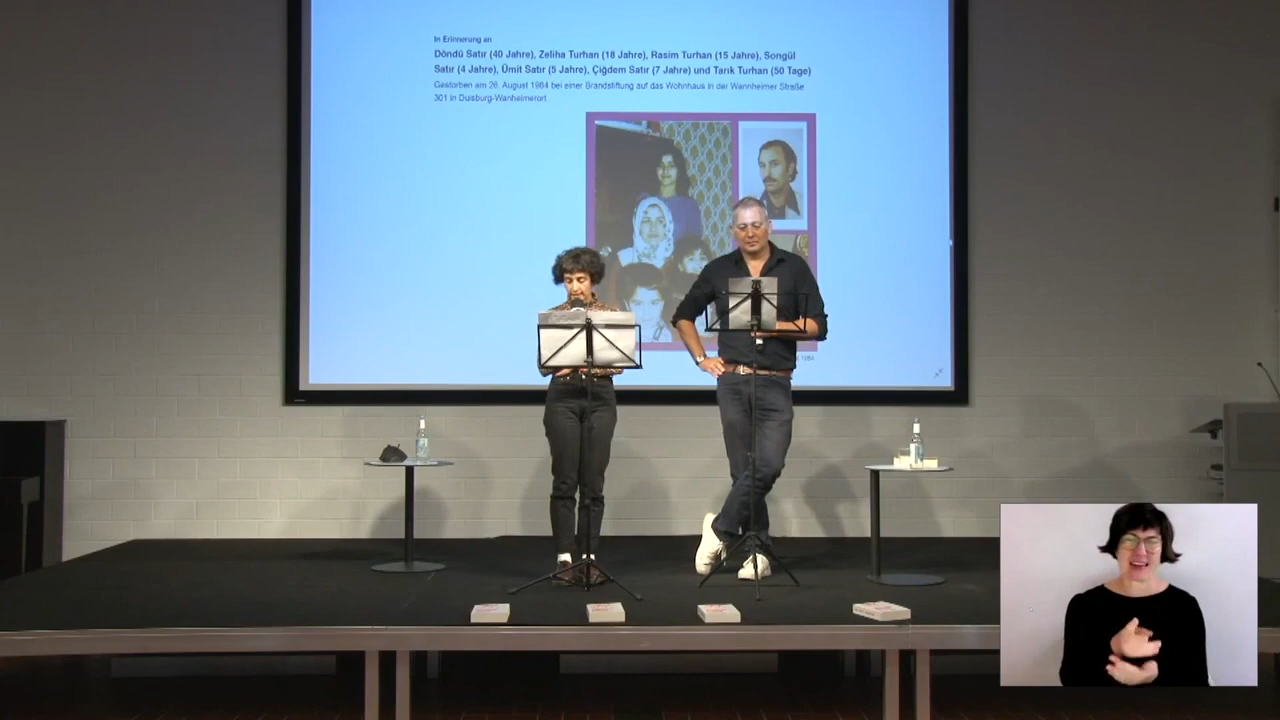 In Erinnerung an
Döndü Satır (40 Jahre), Zeliha Turhan (18 Jahre), Rasim Turhan (15 Jahre), Songül
Satır (4 Jahre), Ümit Satır (5 Jahre), Çiğdem Satır (7 Jahre) und Tarık Turhan (50 Tage)
Gestorben am 26. August 1984 bei einer Brandstiftung auf das Wohnhaus in der Wannheimer Straße
301 in Duisburg-Wanheimerort
1984